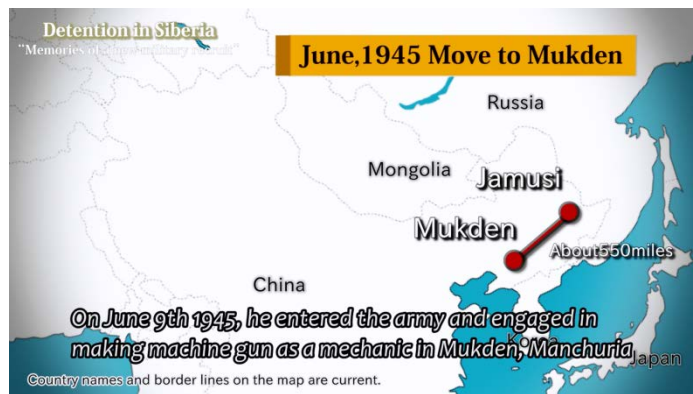 Detention in Siberia
"Memories of
June,1945 Move to Mukden
Russia
Mongolia
Jamusi
Mukden
About550miles
China
On June 9th 1945, he entered the army and engaged in
making machine gun as a mechanic in Mukden, Manchuria
Japan
Country names and border lines on the map are current.